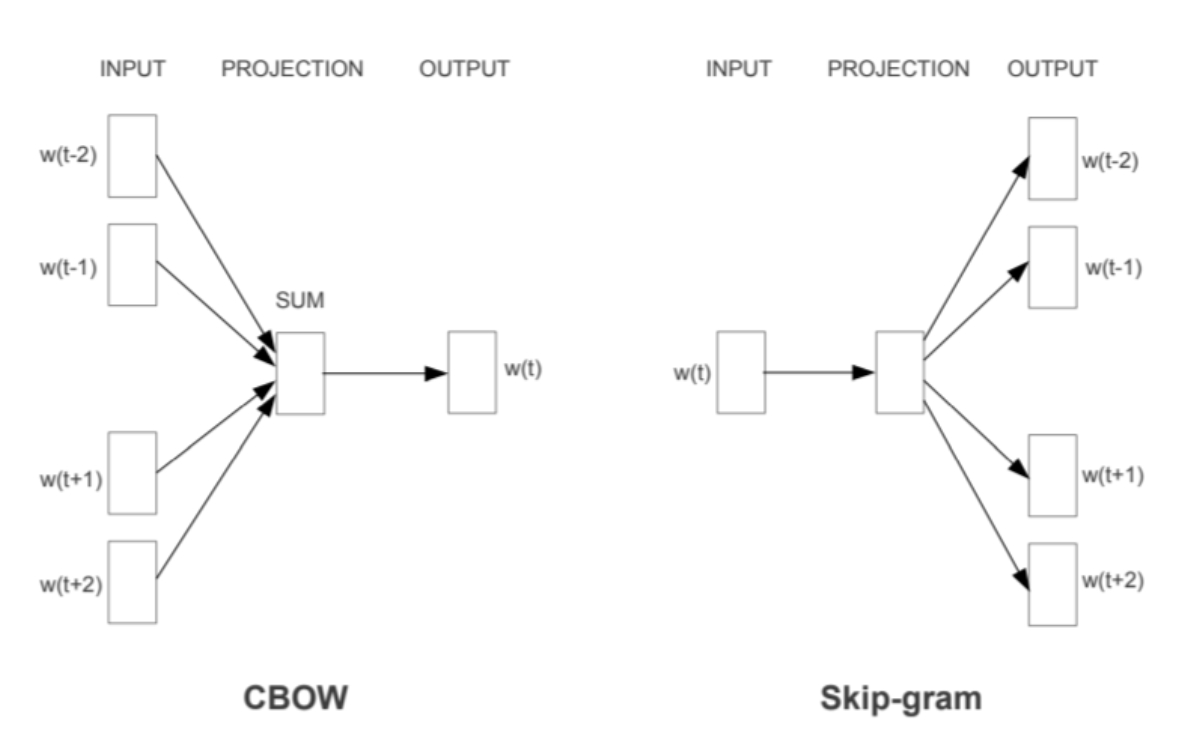 INPUT PROJECTION OUTPUT
w(t-2)
w(t-1)
SUM
w(t)
w(t+1)
w(t+2)
CBOW
INPUT PROJECTION OUTPUT
w(t-2)
w(t-1)
w(t)
w(t+1)
w(t+2)
Skip-gram